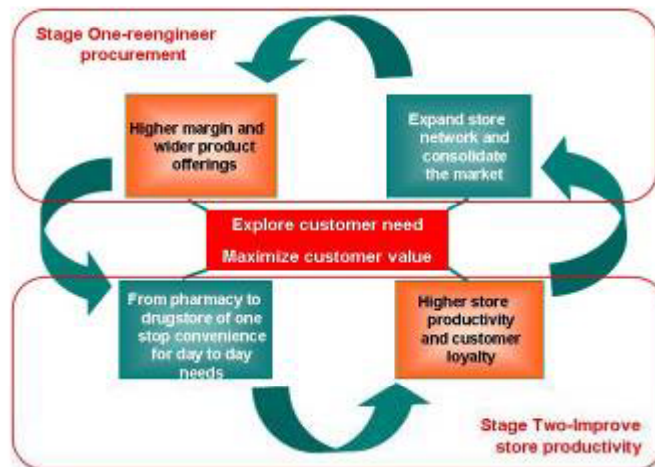 Stage One-reengineer
procurement
Higher margin and
wider product
offerings
Expand store
network and
consolidate
the market
Explore customer need
Maximize customer value
From pharmacy to
drugstore of one
stop convenience
for day to day
needs
Higher store
productivity
and customer
loyalty
Stage Two-Improve
store productivity